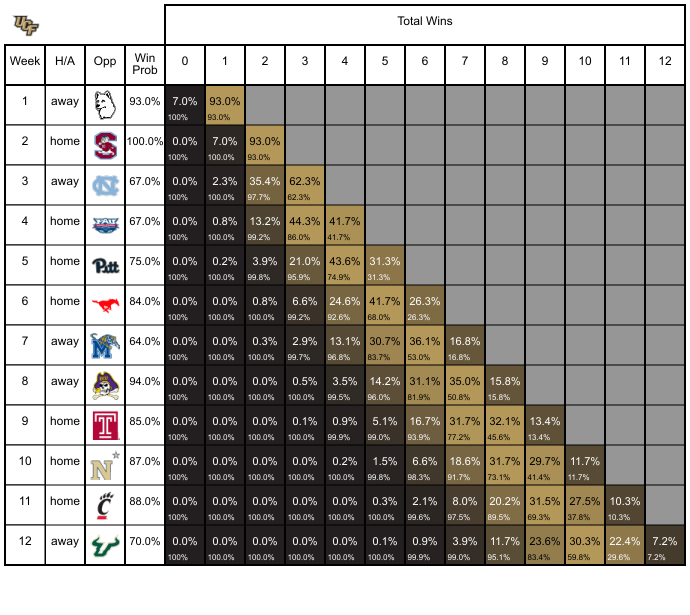 UCF
Total Wins
Week H/A Opp Win Prob 0 1 2 3 4 5 6 7 8 9 10 11 12
1 away 93.0% 7.0% 93.0%
100% 93.0%
2 home S 100.0% 0.0% 7.0% 93.0%
100% 100.0% 93.0%
3 away NC 67.0% 0.0% 2.3% 35.4% 62.3%
100% 100.0% 97.7% 62.3%
4 home FAU 67.0% 0.0% 0.8% 13.2% 44.3% 41.7%
100% 100.0% 99.2% 86.0% 41.7%
5 home Pitt 75.0% 0.0% 0.2% 3.9% 21.0% 43.6% 31.3%
100% 100.0% 99.8% 95.9% 74.9% 31.3%
6 home 84.0% 0.0% 0.0% 0.8% 6.6% 24.6% 41.7% 26.3%
100% 100.0% 100.0% 99.2% 92.6% 68.0% 26.3%
7 away M 64.0% 0.0% 0.0% 0.3% 2.9% 13.1% 30.7% 36.1% 16.8%
100% 100.0% 100.0% 99.7% 96.8% 83.7% 53.0% 16.8%
8 away 94.0% 0.0% 0.0% 0.0% 0.5% 3.5% 14.2% 31.1% 35.0% 15.8%
100% 100.0% 100.0% 100.0% 99.5% 96.0% 81.9% 50.8% 15.8%
9 home T 85.0% 0.0% 0.0% 0.0% 0.1% 0.9% 5.1% 16.7% 31.7% 32.1% 13.4%
100% 100.0% 100.0% 100.0% 99.9% 99.0% 93.9% 77.2% 45.6% 13.4%
10 home N 87.0% 0.0% 0.0% 0.0% 0.0% 0.2% 1.5% 6.6% 18.6% 31.7% 29.7% 11.7%
100% 100.0% 100.0% 100.0% 100.0% 99.8% 98.3% 91.7% 73.1% 41.4% 11.7%
11 home C 88.0% 0.0% 0.0% 0.0% 0.0% 0.0% 0.3% 2.1% 8.0% 20.2% 31.5% 27.5% 10.3%
100% 100.0% 100.0% 100.0% 100.0% 100.0% 99.6% 97.5% 89.5% 69.3% 37.8% 10.3%
12 away U 70.0% 0.0% 0.0% 0.0% 0.0% 0.0% 0.1% 0.9% 3.9% 11.7% 23.6% 30.3% 22.4% 7.2%
100% 100.0% 100.0% 100.0% 100.0% 100.0% 99.9% 99.0% 95.1% 83.4% 59.8% 29.6% 7.2%